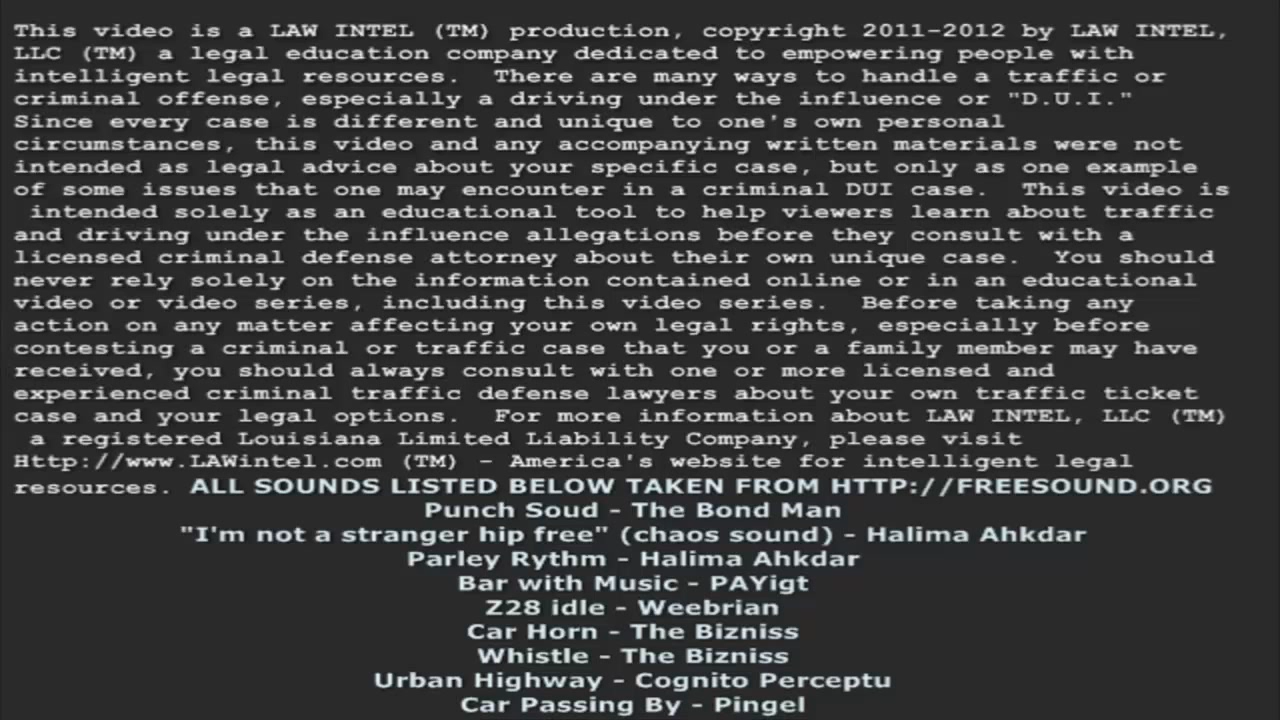 This video is a LAW INTEL (TM) production, copyright 2011-2012 by LAW INTEL,
LLC (TM) a legal education company dedicated to empowering people with
intelligent legal resources.  There are many ways to handle a traffic or
criminal offense, especially a driving under the influence or "D.U.I."
Since every case is different and unique to one's own personal
circumstances, this video and any accompanying written materials were not
intended as legal advice about your specific case, but only as one example
of some issues that one may encounter in a criminal DUI case.  This video is
intended solely as an educational tool to help viewers learn about traffic
and driving under the influence allegations before they consult with a
licensed criminal defense attorney about their own unique case.  You should
never rely solely on the information contained online or in an educational
video or video series, including this video series.  Before taking any
action on any matter affecting your own legal rights, especially before
contesting a criminal or traffic case that you or a family member may have
received, you should always consult with one or more licensed and
experienced criminal traffic defense lawyers about your own traffic ticket
case and your legal options.  For more information about LAW INTEL, LLC (TM)
a registered Louisiana Limited Liability Company, please visit
Http://www.LAWintel.com (TM) - America's website for intelligent legal
resources. ALL SOUNDS LISTED BELOW TAKEN FROM HTTP://FREESOUND.ORG
Punch Soud - The Bond Man
"I'm not a stranger hip free" (chaos sound) - Halima Ahkdar
Parley Rythm - Halima Ahkdar
Bar with Music - PAYigt
Z28 idle - Weebrian
Car Horn - The Bizniss
Whistle - The Bizniss
Urban Highway - Cognito Perceptu
Car Passing By - Pingel